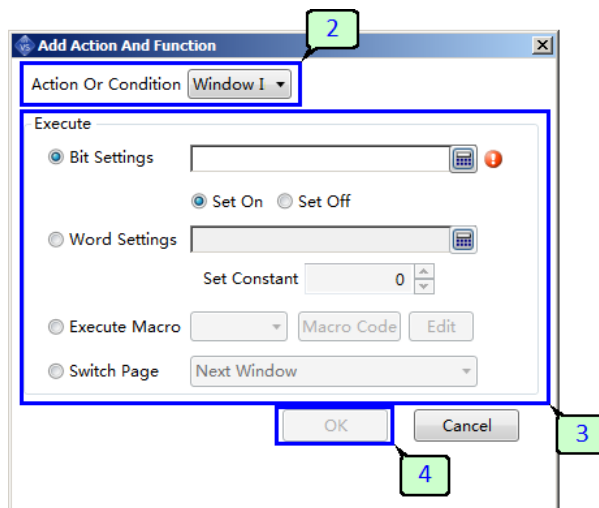 2
VS
Add Action And Function
Action Or Condition Window I
Execute
Bit Settings
Set On Set Off
Word Settings
Set Constant 0
Execute Macro Macro Code Edit
Switch Page Next Window
OK Cancel
3
4